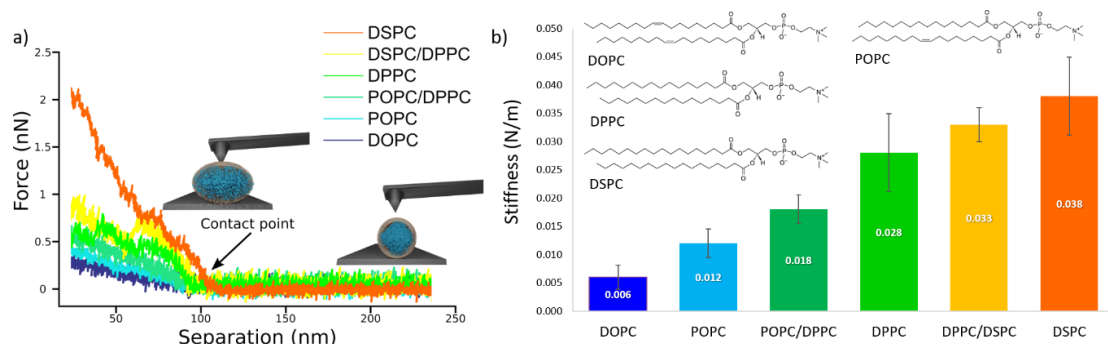 a)
2.5
2
1.5
1
0.5
0
Force (nN)
DSPC
DSPC/DPPC
DPPC
POPC/DPPC
POPC
DOPC
Contact point
50
100
150
200
250
Separation (nm)
b)
0.050
0.045
0.040
0.035
0.030
0.025
0.020
0.015
0.010
0.005
0.000
Stiffness (N/m)
DOPC
POPC
DPPC
DSPC
0.006
0.012
0.018
0.028
0.033
0.038
DOPC
POPC
POPC/DPPC
DPPC
DPPC/DSPC
DSPC